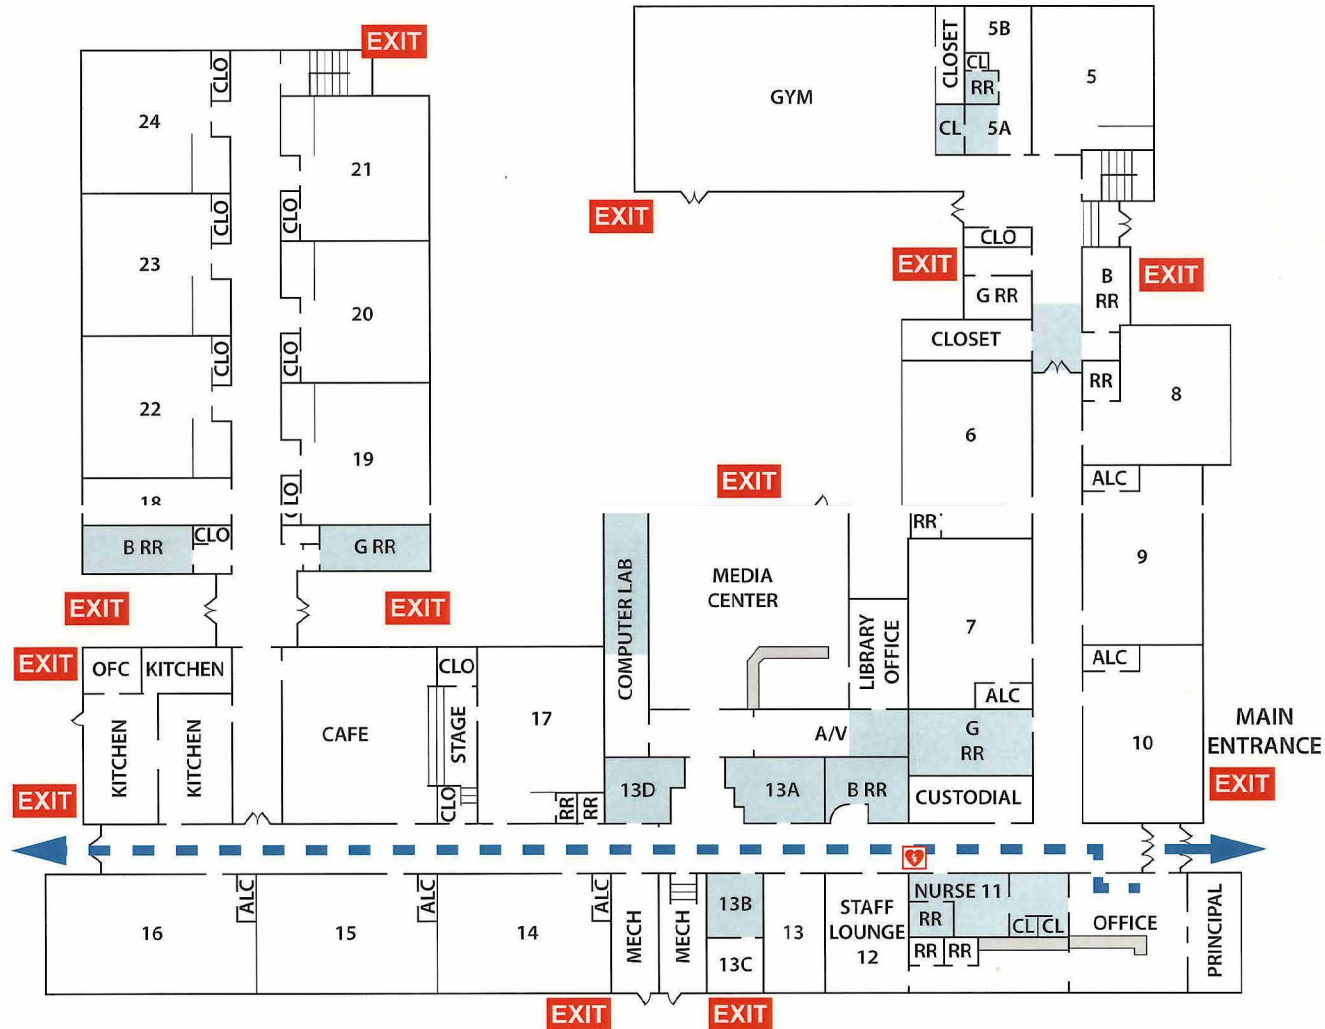 EXIT
CLO
24
21
CLO
CLO
23
20
CLO
CLO
22
19
CLO
18
B RR
CLO
G RR
EXIT
EXIT
GYM
CLOSET
5B
CL
RR
CL
5A
5
EXIT
CLO
EXIT
G RR
B
RR
EXIT
CLOSET
RR
8
6
ALC
EXIT
RR
9
COMPUTER LAB
MEDIA
CENTER
LIBRARY
OFFICE
7
ALC
ALC
EXIT
OFC
KITCHEN
KITCHEN
KITCHEN
CAFE
CLO
STAGE
CLO
17
RR
RR
A/V
G
RR
10
MAIN
ENTRANCE
EXIT
EXIT
13D
13A
B RR
CUSTODIAL
16
ALC
15
ALC
14
ALC
MECH
MECH
13B
13C
13
STAFF
LOUNGE
12
NURSE 11
RR
CL
CL
RR
RR
OFFICE
PRINCIPAL
EXIT
EXIT